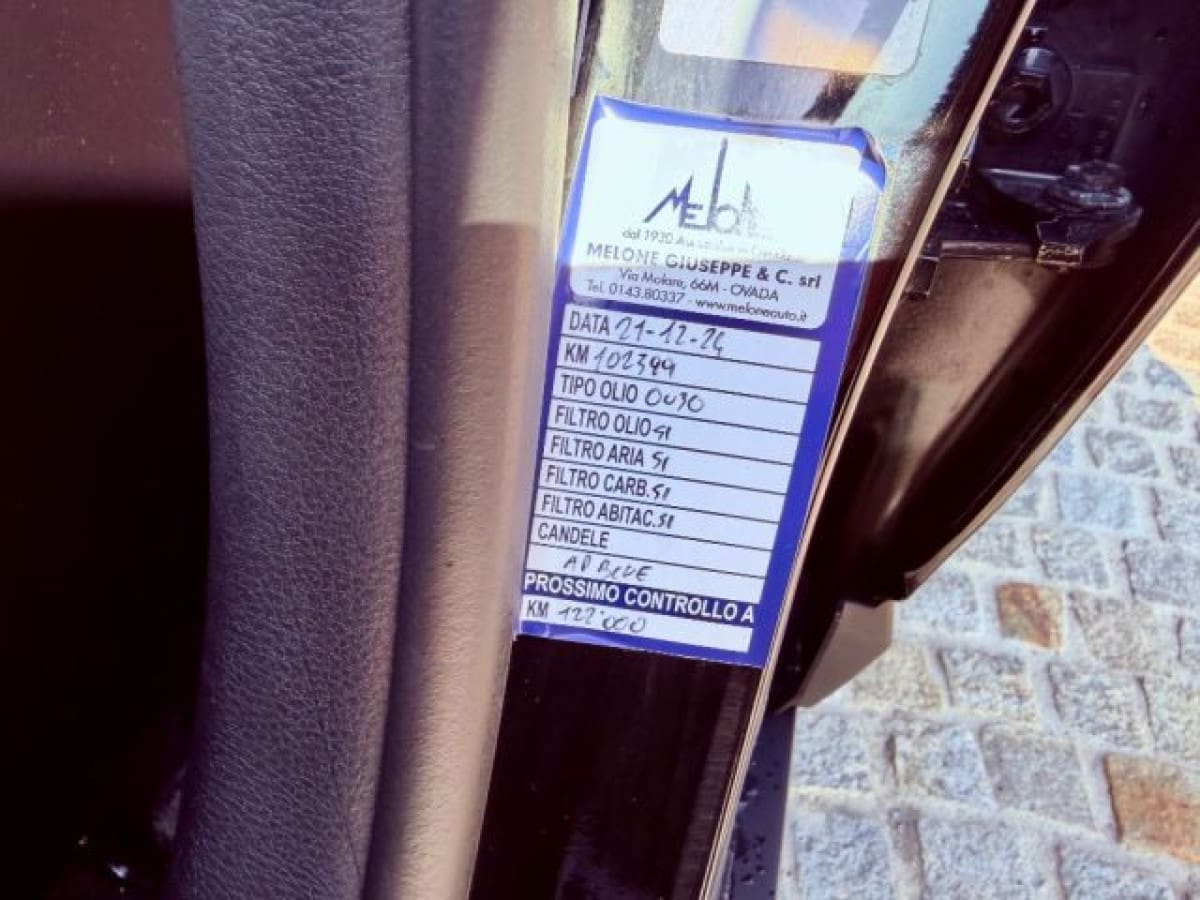 dal 1930
MELONE GIUSEPPE & C. srl
Via Molare, 66M - OVADA
Tel. 0143.80337 - www.meloneauto.it
DATA 21-12-24
KM 102399
TIPO OLIO 0W30
FILTRO OLIO SI
FILTRO ARIA SI
FILTRO CARB. SI
FILTRO ABITAC. SI
CANDELE
AD BLUE
PROSSIMO CONTROLLO A
KM 122'000